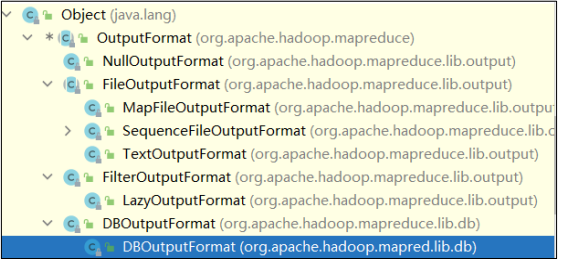 Object (java.lang)
* OutputFormat (org.apache.hadoop.mapreduce)
NullOutputFormat (org.apache.hadoop.mapreduce.lib.output)
FileOutputFormat (org.apache.hadoop.mapreduce.lib.output)
MapFileOutputFormat (org.apache.hadoop.mapreduce.lib.outpu
SequenceFileOutputFormat (org.apache.hadoop.mapreduce.lib.o
TextOutputFormat (org.apache.hadoop.mapreduce.lib.output)
FilterOutputFormat (org.apache.hadoop.mapreduce.lib.output)
LazyOutputFormat (org.apache.hadoop.mapreduce.lib.output)
DBOutputFormat (org.apache.hadoop.mapreduce.lib.db)
DBOutputFormat (org.apache.hadoop.mapred.lib.db)